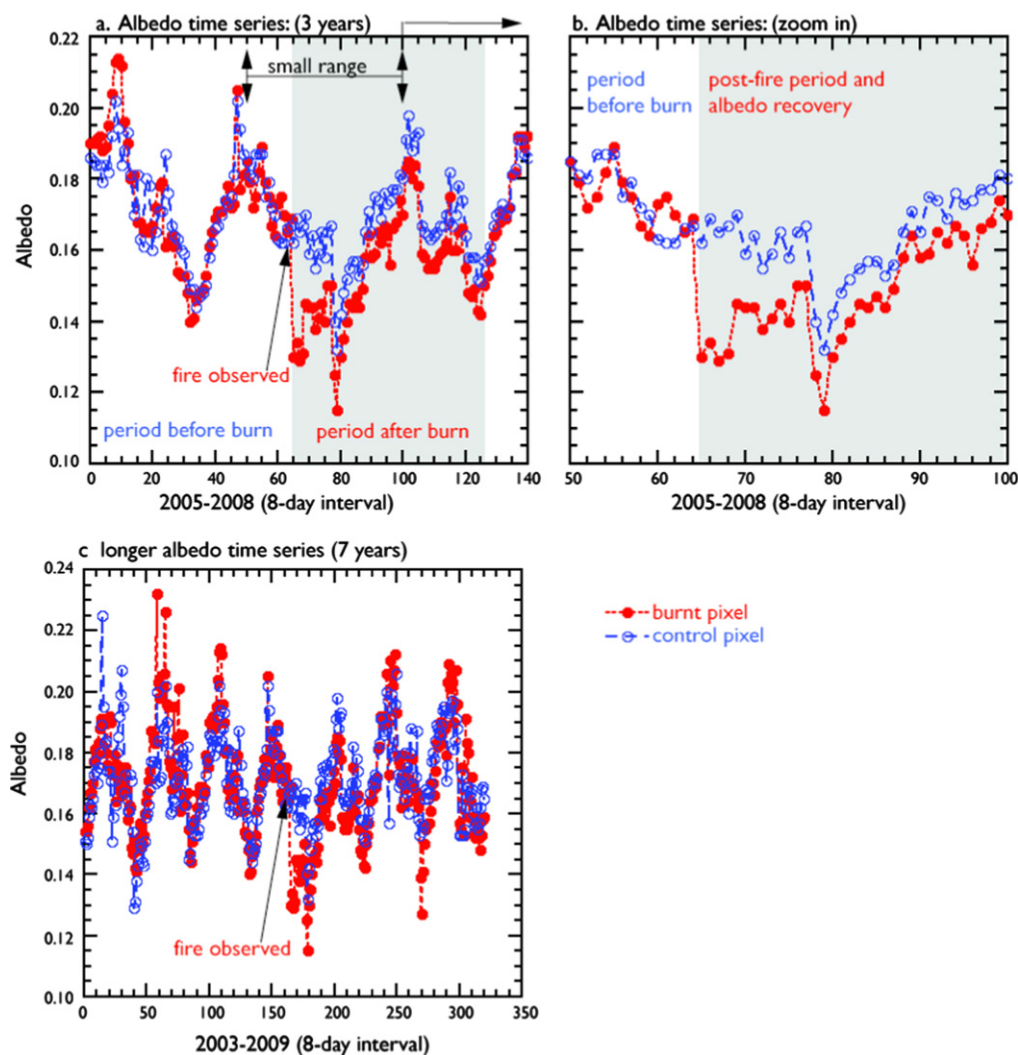 a. Albedo time series: (3 years)
0.22
0.20
0.18
0.16
0.14
0.12
0.10
Albedo
small range
fire observed
period before burn
period after burn
0 20 40 60 80 100 120 140
2005-2008 (8-day interval)
b. Albedo time series: (zoom in)
period
before burn
post-fire period and
albedo recovery
50 60 70 80 90 100
2005-2008 (8-day interval)
c longer albedo time series (7 years)
0.24
0.22
0.20
0.18
0.16
0.14
0.12
0.10
Albedo
fire observed
0 50 100 150 200 250 300 350
2003-2009 (8-day interval)
burnt pixel
control pixel